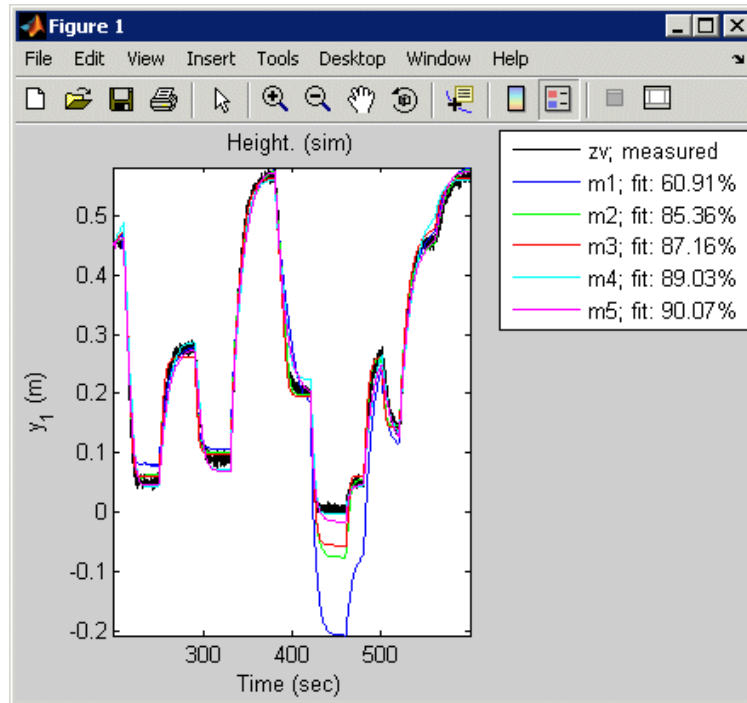 Figure 1
File Edit View Insert Tools Desktop Window Help
Height. (sim)
zv; measured
m1; fit: 60.91%
m2; fit: 85.36%
m3; fit: 87.16%
m4; fit: 89.03%
m5; fit: 90.07%
y1 (m)
0.5
0.4
0.3
0.2
0.1
0
-0.1
-0.2
300 400 500
Time (sec)